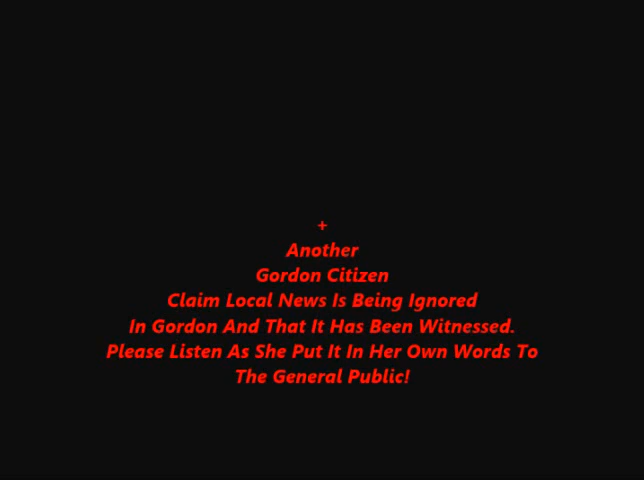 +
Another
Gordon Citizen
Claim Local News Is Being Ignored
In Gordon And That It Has Been Witnessed.
Please Listen As She Put It In Her Own Words To
The General Public!